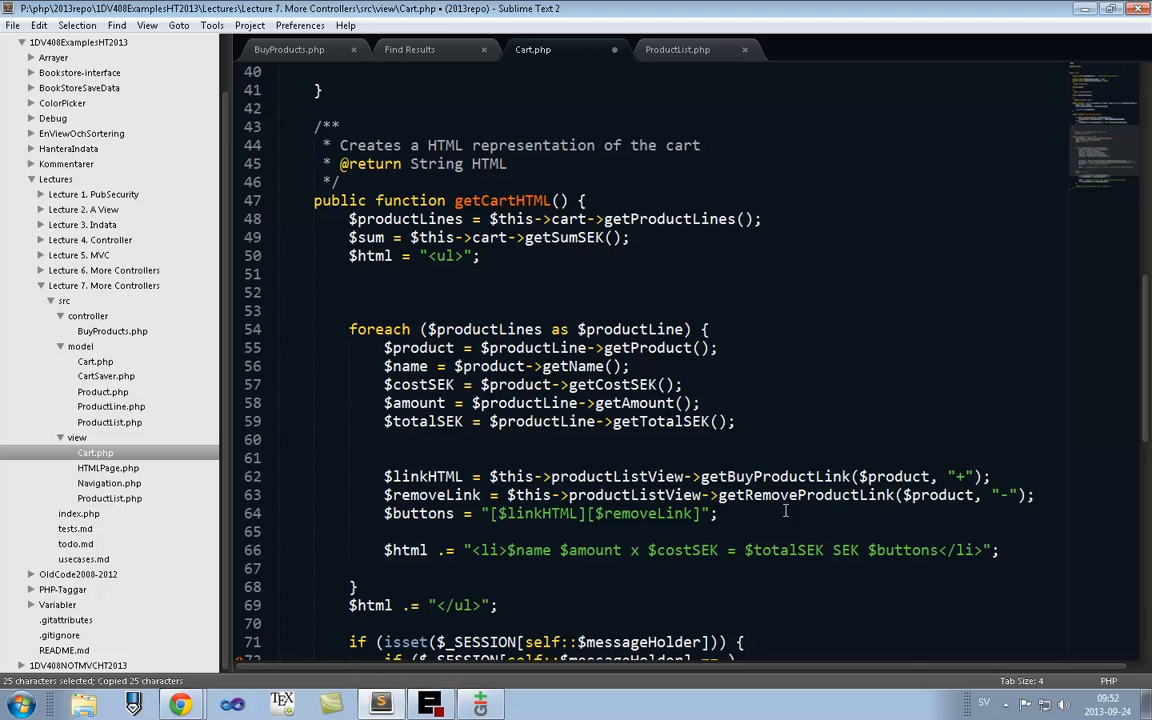 P:\php\2013repo\1DV408ExamplesHT2013\Lectures\Lecture 7. More Controllers\src\view\Cart.php • (2013repo) - Sublime Text 2
File Edit Selection Find View Goto Tools Project Preferences Help
1DV408ExamplesHT2013
Arrayer
Bookstore-interface
BookStoreSaveData
ColorPicker
Debug
EnViewOchSortering
HanteraIndata
Kommentarer
Lectures
Lecture 1. PubSecurity
Lecture 2. A View
Lecture 3. Indata
Lecture 4. Controller
Lecture 5. MVC
Lecture 6. More Controllers
Lecture 7. More Controllers
src
controller
BuyProducts.php
model
Cart.php
CartSaver.php
Product.php
ProductLine.php
ProductList.php
view
Cart.php
HTMLPage.php
Navigation.php
ProductList.php
index.php
tests.md
todo.md
usecases.md
OldCode2008-2012
PHP-Taggar
Variabler
.gitattributes
.gitignore
README.md
1DV408NOTMVCHT2013
BuyProducts.php Find Results Cart.php ProductList.php
40
41 }
42
43 /**
44 * Creates a HTML representation of the cart
45 * @return String HTML
46 */
47 public function getCartHTML() {
48 $productLines = $this->cart->getProductLines();
49 $sum = $this->cart->getSumSEK();
50 $html = "<ul>";
51
52
53
54 foreach ($productLines as $productLine) {
55 $product = $productLine->getProduct();
56 $name = $product->getName();
57 $costSEK = $product->getCostSEK();
58 $amount = $productLine->getAmount();
59 $totalSEK = $productLine->getTotalSEK();
60
61
62 $linkHTML = $this->productListView->getBuyProductLink($product, "+");
63 $removeLink = $this->productListView->getRemoveProductLink($product, "-");
64 $buttons = "[$linkHTML][$removeLink]";
65
66 $html .= "<li>$name $amount x $costSEK = $totalSEK SEK $buttons</li>";
67
68 }
69 $html .= "</ul>";
70
71 if (isset($_SESSION[self::$messageHolder])) {
72 if ($_SESSION[self::$messageHolder] ==
25 characters selected; Copied 25 characters Tab Size: 4 PHP
SV 09:52
2013-09-24